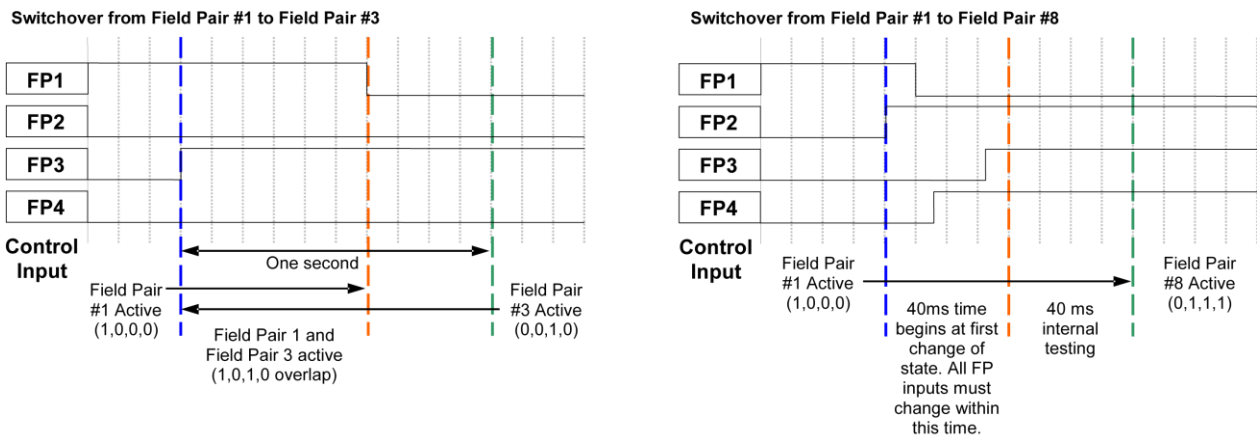 Switchover from Field Pair #1 to Field Pair #3
FP1
FP2
FP3
FP4
Control
Input
One second
Field Pair
#1 Active
(1,0,0,0)
Field Pair 1 and
Field Pair 3 active
(1,0,1,0 overlap)
Field Pair
#3 Active
(0,0,1,0)
Switchover from Field Pair #1 to Field Pair #8
FP1
FP2
FP3
FP4
Control
Input
Field Pair
#1 Active
(1,0,0,0)
40ms time
begins at first
change of
state. All FP
inputs must
change within
this time.
40 ms
internal
testing
Field Pair
#8 Active
(0,1,1,1)